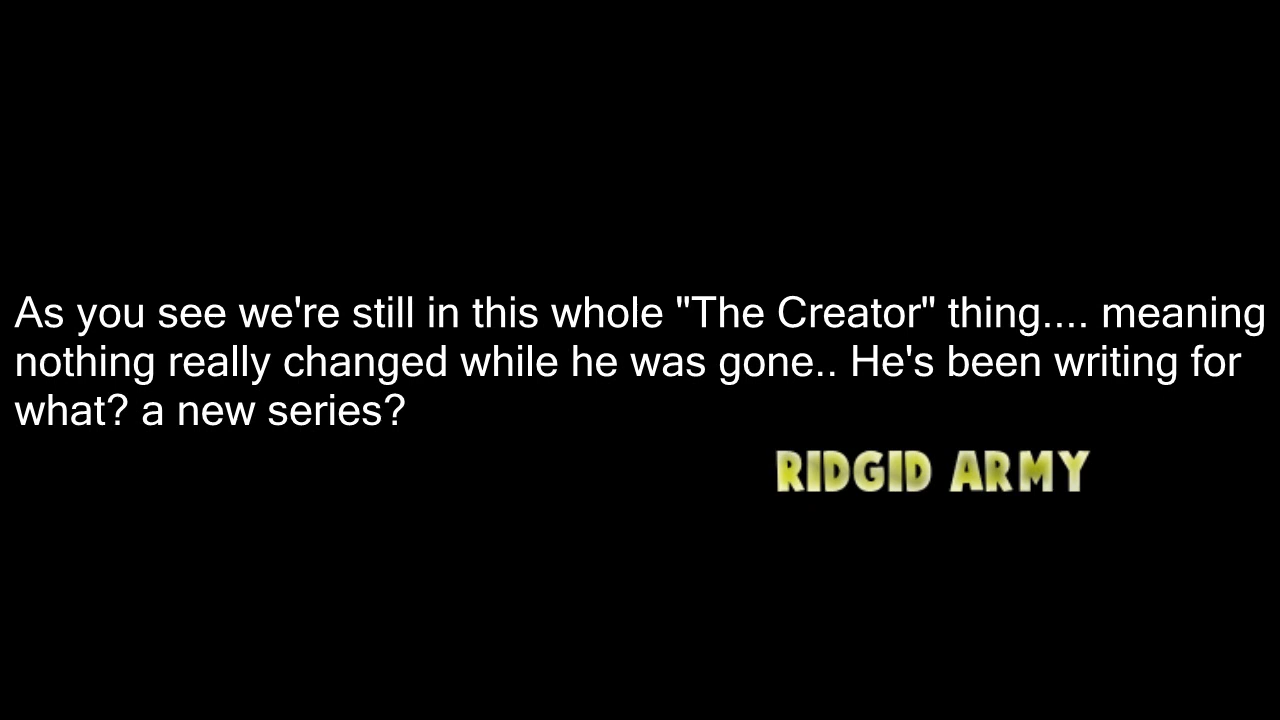 As you see we're still in this whole "The Creator" thing.... meaning
nothing really changed while he was gone.. He's been writing for
what? a new series?
RIDGID ARMY